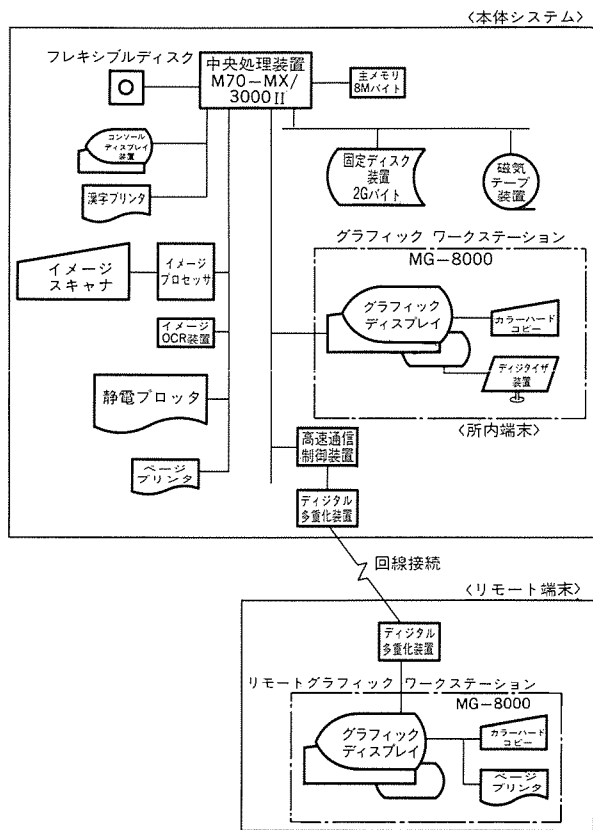 〈本体システム〉
フレキシブルディスク
中央処理装置
M70-MX/
3000Ⅱ
主メモリ
8Mバイト
コンソール
ディスプレイ
装置
漢字プリンタ
固定ディスク
装置
2Gバイト
磁気
テープ
装置
イメージ
スキャナ
イメージ
プロセッサ
イメージ
OCR装置
静電プロッタ
ページ
プリンタ
グラフィック ワークステーション
MG-8000
グラフィック
ディスプレイ
カラーハード
コピー
ディジタイザ
装置
〈所内端末〉
高速通信
制御装置
ディジタル
多重化装置
回線接続
〈リモート端末〉
ディジタル
多重化装置
リモートグラフィック ワークステーション
MG-8000
グラフィック
ディスプレイ
カラーハード
コピー
ページ
プリンタ